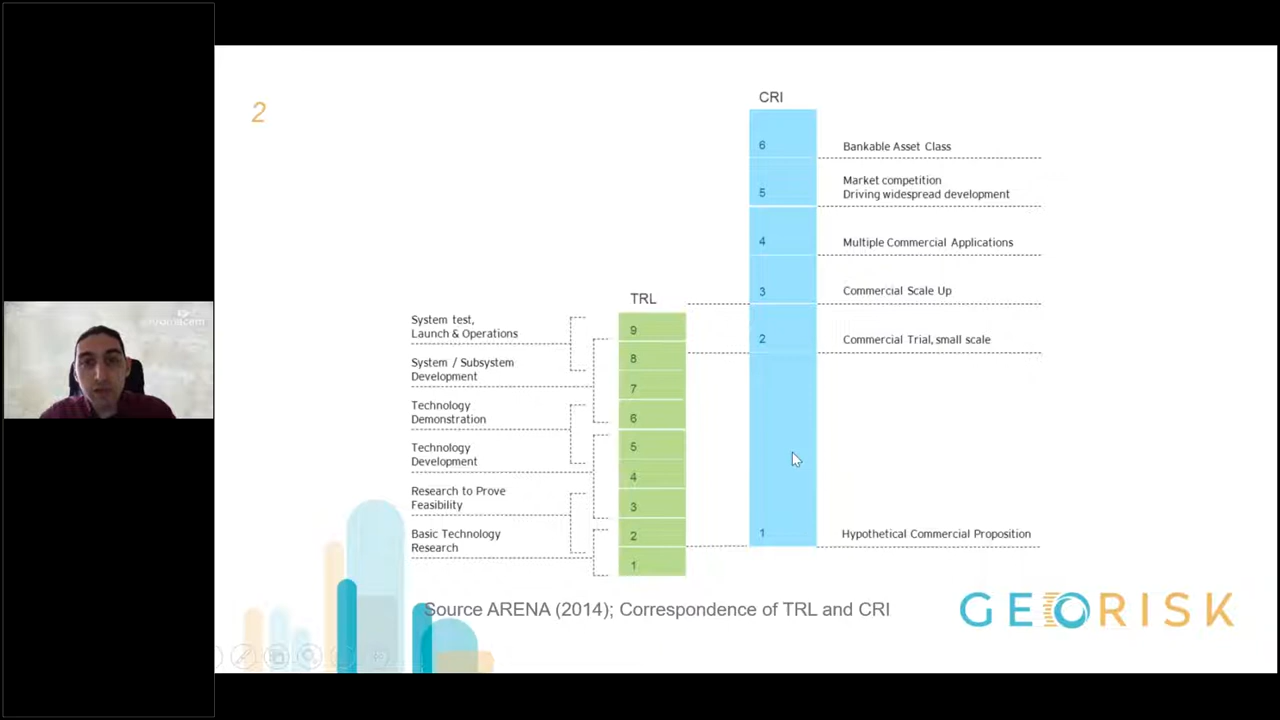 2
CRI
6
Bankable Asset Class
5
Market competition
Driving widespread development
4
Multiple Commercial Applications
3
Commercial Scale Up
2
Commercial Trial, small scale
1
Hypothetical Commercial Proposition
TRL
System test,
Launch & Operations
System / Subsystem
Development
Technology
Demonstration
Technology
Development
Research to Prove
Feasibility
Basic Technology
Research
9
8
7
6
5
4
3
2
1
Source ARENA (2014); Correspondence of TRL and CRI
GEORISK